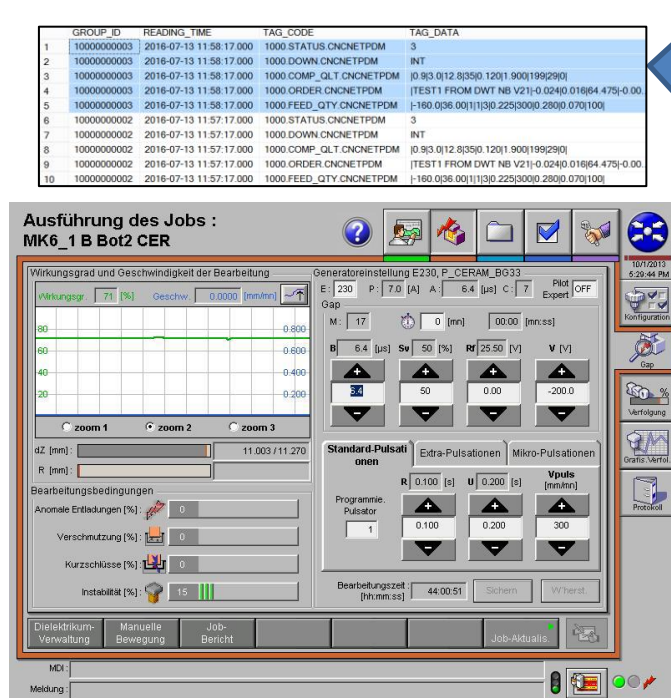 GROUP_ID READING_TIME TAG_CODE TAG_DATA
1 10000000003 2016-07-13 11:58:17.000 1000.STATUS.CNCNETPDM 3
2 10000000003 2016-07-13 11:58:17.000 1000.DOWN.CNCNETPDM INT
3 10000000003 2016-07-13 11:58:17.000 1000.COMP_QLT.CNCNETPDM |0.9|3.0|12.8|35|0.120|1.900|199|29|0|
4 10000000003 2016-07-13 11:58:17.000 1000.ORDER.CNCNETPDM |TEST1 FROM DWT NB V21|-0.024|0.016|64.475|-0.00..
5 10000000003 2016-07-13 11:58:17.000 1000.FEED_QTY.CNCNETPDM |-160.0|36.00|1|1|3|0.225|300|0.280|0.070|100|
6 10000000002 2016-07-13 11:57:17.000 1000.STATUS.CNCNETPDM 3
7 10000000002 2016-07-13 11:57:17.000 1000.DOWN.CNCNETPDM INT
8 10000000002 2016-07-13 11:57:17.000 1000.COMP_QLT.CNCNETPDM |0.9|3.0|12.8|35|0.120|1.900|199|29|0|
9 10000000002 2016-07-13 11:57:17.000 1000.ORDER.CNCNETPDM |TEST1 FROM DWT NB V21|-0.024|0.016|64.475|-0.00..
10 10000000002 2016-07-13 11:57:17.000 1000.FEED_QTY.CNCNETPDM |-160.0|36.00|1|1|3|0.225|300|0.280|0.070|100|
Ausführung des Jobs :
MK6_1 B Bot2 CER
10/1/2013
5:29:44 PM
Konfiguration
Gap
Verfolgung
Grafis.Verfol.
Protokoll
Wirkungsgrad und Geschwindigkeit der Bearbeitung
Wirkungsgr. 71 [%] Geschw. 0.0000 [mm/mn]
80 0.800
60 0.600
40 0.400
20 0.200
zoom 1 zoom 2 zoom 3
dZ [mm] : 11.003 / 11.270
R [mm] :
Bearbeitungsbedingungen
Anomale Entladungen [%] : 0
Verschmutzung [%] : 0
Kurzschlüsse [%] : 0
Instabilität [%] : 15
Generatoreinstellung E230, P_CERAM_BG33
E : 230 P : 7.0 [A] A : 6.4 [µs] C : 7 Pilot Expert OFF
Gap
M : 17 0 [mn] 00:00 [mn:ss]
B 6.4 [µs] Sv 50 [%] Rf 25.50 [V] V [V]
6.4 50 0.00 -200.0
Standard-Pulsati
onen
Extra-Pulsationen
Mikro-Pulsationen
R 0.100 [s] U 0.200 [s] Vpuls
[mm/mn]
Programmie.
Pulsator
1 0.100 0.200 300
Bearbeitungszeit :
[hh:mm:ss]
44:00:51 Sichern W'herst.
Dielektrikum-
Verwaltung
Manuelle
Bewegung
Job-
Bericht
Job-Aktualis.
MDI :
Meldung :